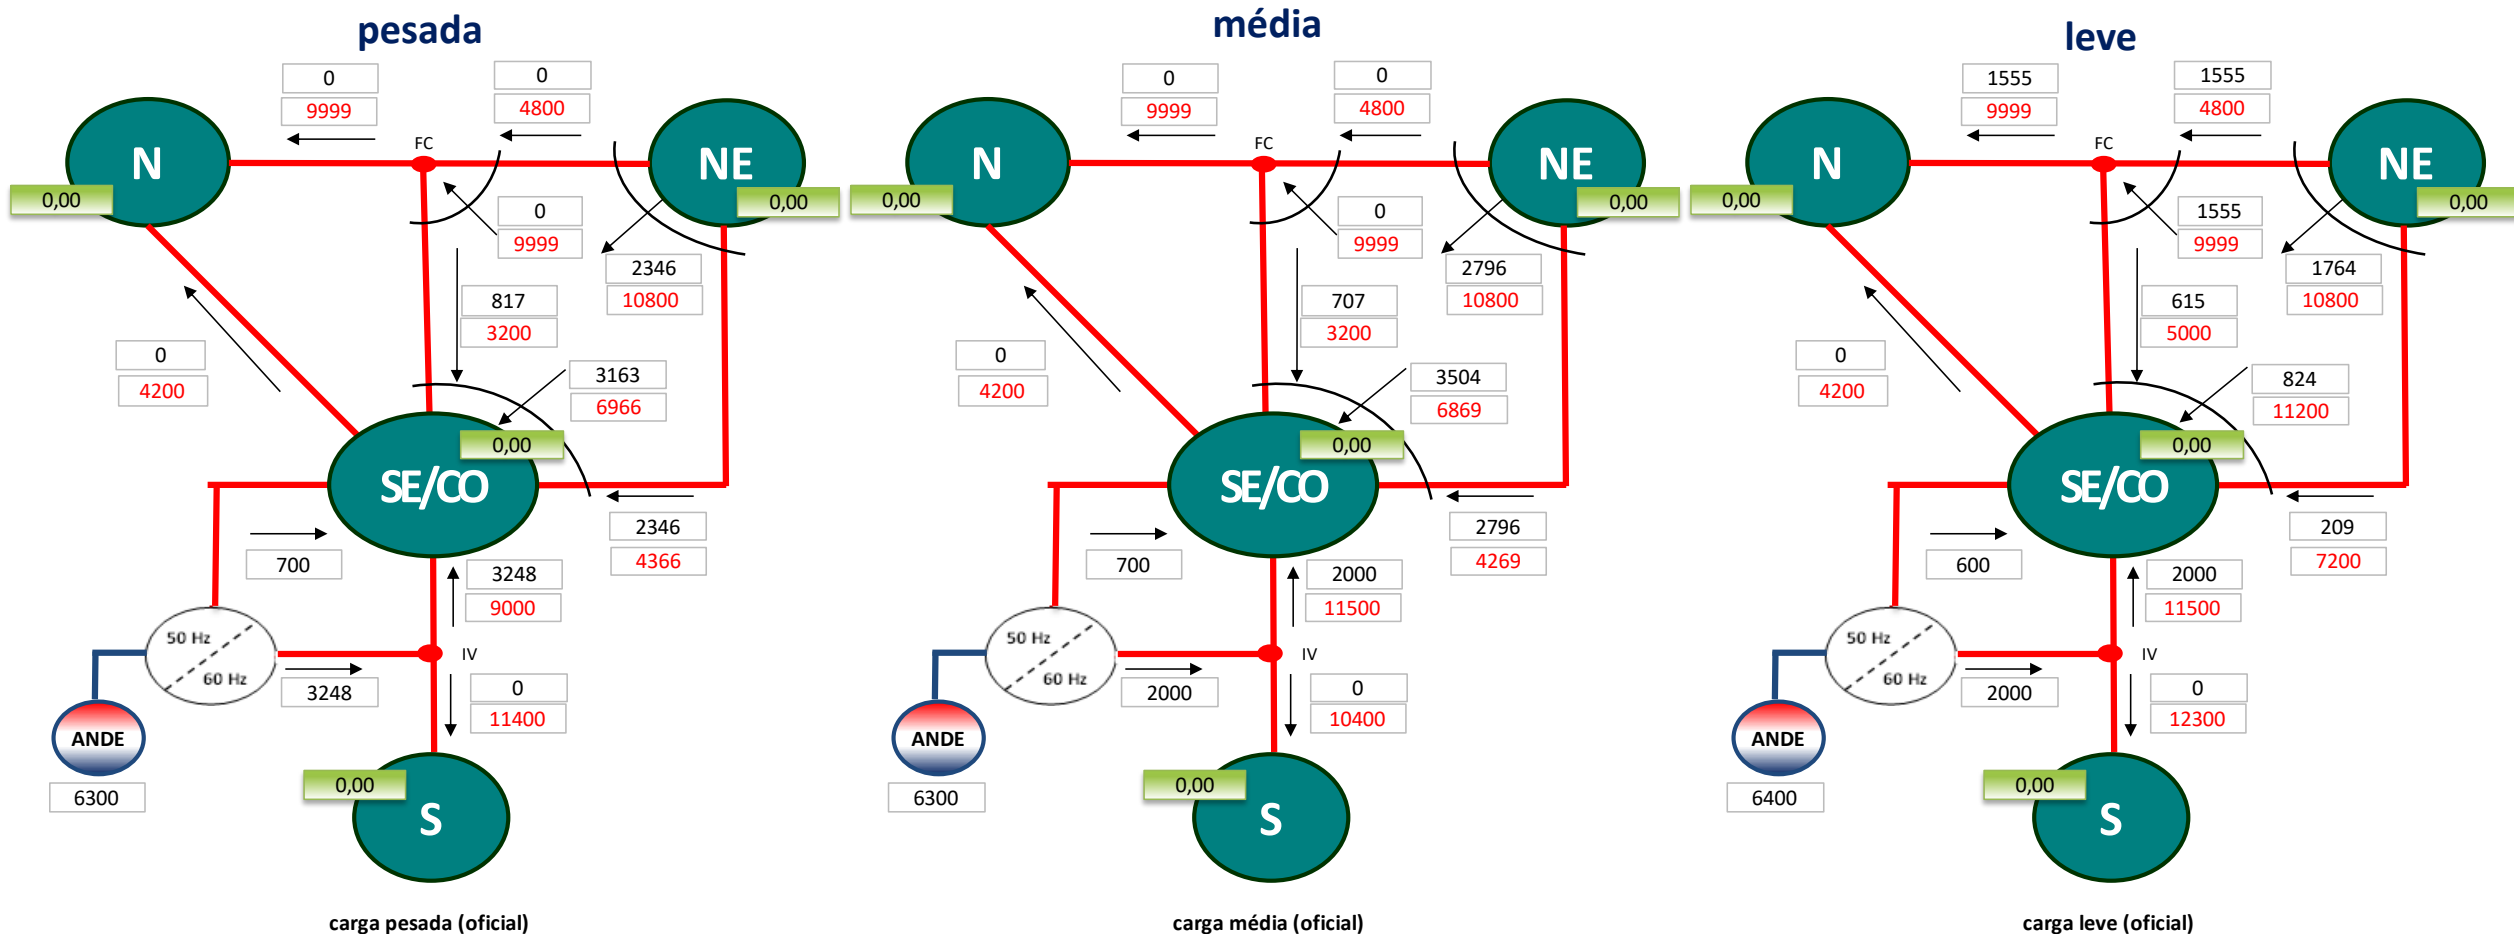 pesada
0
9999
0
4800
FC
N
NE
0,00
0,00
0
9999
2346
10800
817
3200
0
4200
3163
6966
0,00
SE/CO
2346
4366
700
3248
9000
50 Hz
60 Hz
IV
3248
0
11400
ANDE
6300
0,00
S
carga pesada (oficial)
média
0
9999
0
4800
FC
N
NE
0,00
0,00
0
9999
2796
10800
707
3200
0
4200
3504
6869
0,00
SE/CO
2796
4269
700
2000
11500
50 Hz
60 Hz
IV
2000
0
10400
ANDE
6300
0,00
S
carga média (oficial)
leve
1555
9999
1555
4800
FC
N
NE
0,00
0,00
1555
9999
1764
10800
615
5000
0
4200
824
11200
0,00
SE/CO
209
7200
600
2000
11500
50 Hz
60 Hz
IV
2000
0
12300
ANDE
6400
0,00
S
carga leve (oficial)